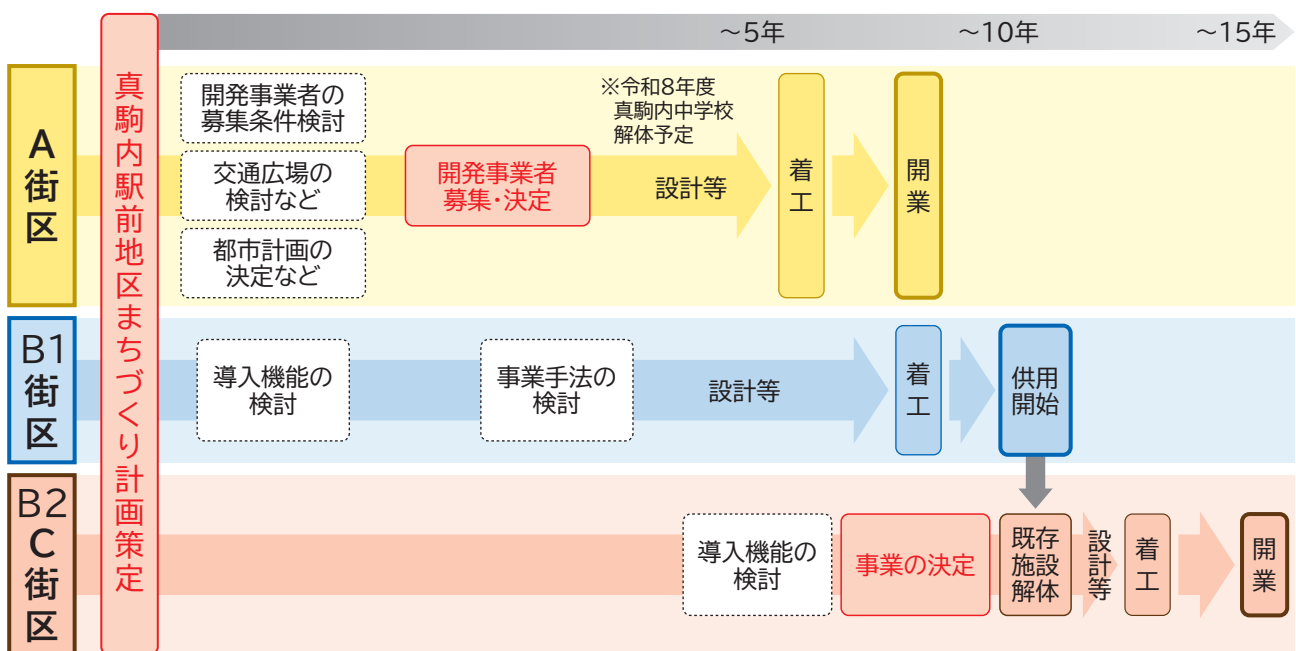 ～5年
～10年
～15年
真駒内駅前地区まちづくり計画策定
A
街
区
開発事業者の
募集条件検討
交通広場の
検討など
都市計画の
決定など
開発事業者
募集・決定
※令和8年度
真駒内中学校
解体予定
設計等
着工
開業
B1
街
区
導入機能の
検討
事業手法の
検討
設計等
着工
供用
開始
B2
C
街
区
導入機能の
検討
事業の決定
既存
施設
解体
設計等
着工
開業